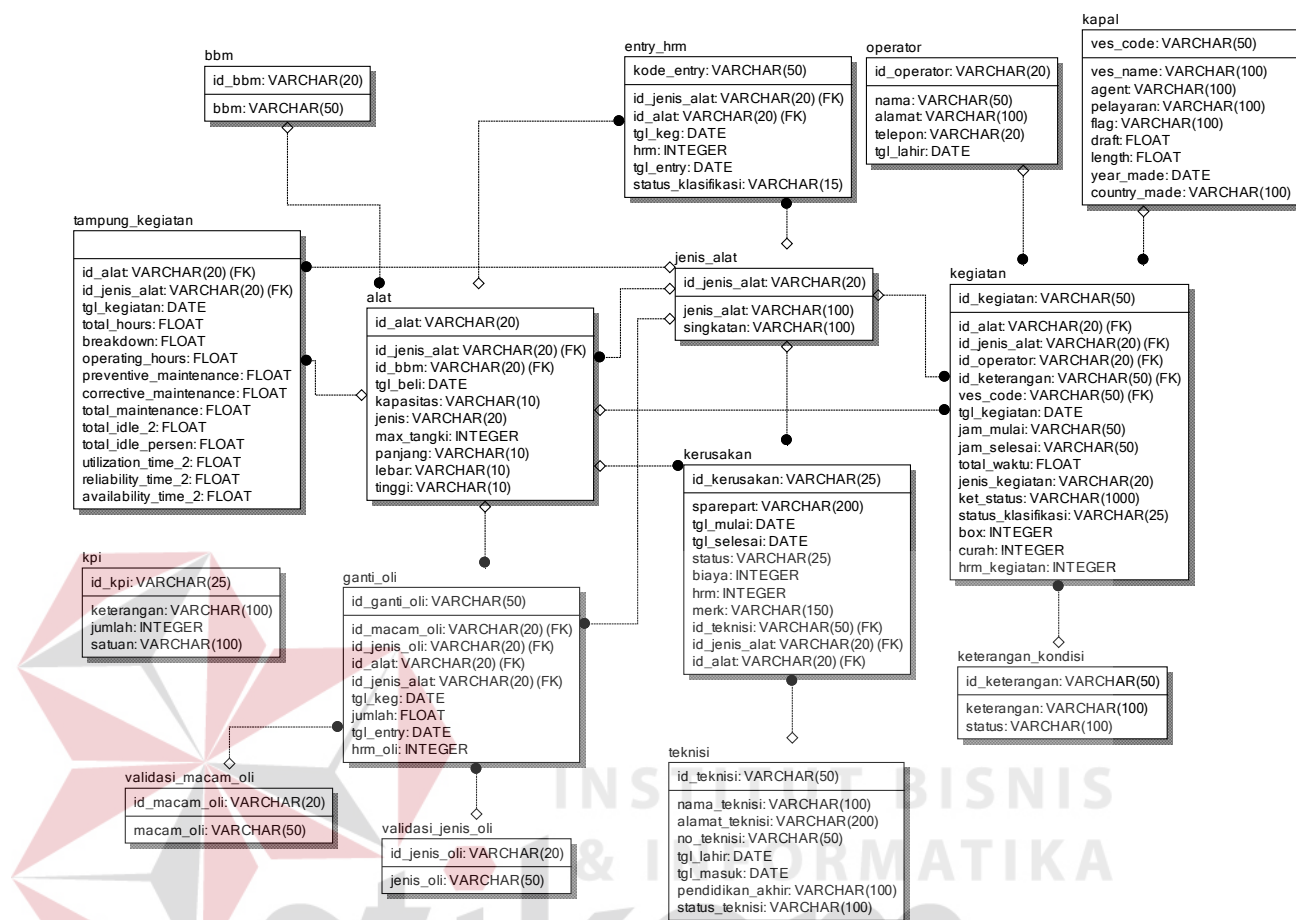 bbm
id_bbm: VARCHAR(20)
bbm: VARCHAR(50)
entry_hrm
kode_entry: VARCHAR(50)
id_jenis_alat: VARCHAR(20) (FK)
id_alat: VARCHAR(20) (FK)
tgl_keg: DATE
hrm: INTEGER
tgl_entry: DATE
status_klasifikasi: VARCHAR(15)
operator
id_operator: VARCHAR(20)
nama: VARCHAR(50)
alamat: VARCHAR(100)
telepon: VARCHAR(20)
tgl_lahir: DATE
kapal
ves_code: VARCHAR(50)
ves_name: VARCHAR(100)
agent: VARCHAR(100)
pelayaran: VARCHAR(100)
flag: VARCHAR(100)
draft: FLOAT
length: FLOAT
year_made: DATE
country_made: VARCHAR(100)
tampung_kegiatan
id_alat: VARCHAR(20) (FK)
id_jenis_alat: VARCHAR(20) (FK)
tgl_kegiatan: DATE
total_hours: FLOAT
breakdown: FLOAT
operating_hours: FLOAT
preventive_maintenance: FLOAT
corrective_maintenance: FLOAT
total_maintenance: FLOAT
total_idle_2: FLOAT
total_idle_persen: FLOAT
utilization_time_2: FLOAT
reliability_time_2: FLOAT
availability_time_2: FLOAT
alat
id_alat: VARCHAR(20)
id_jenis_alat: VARCHAR(20) (FK)
id_bbm: VARCHAR(20) (FK)
tgl_beli: DATE
kapasitas: VARCHAR(10)
jenis: VARCHAR(20)
max_tangki: INTEGER
panjang: VARCHAR(10)
lebar: VARCHAR(10)
tinggi: VARCHAR(10)
jenis_alat
id_jenis_alat: VARCHAR(20)
jenis_alat: VARCHAR(100)
singkatan: VARCHAR(100)
kegiatan
id_kegiatan: VARCHAR(50)
id_alat: VARCHAR(20) (FK)
id_jenis_alat: VARCHAR(20) (FK)
id_operator: VARCHAR(20) (FK)
id_keterangan: VARCHAR(50) (FK)
ves_code: VARCHAR(50) (FK)
tgl_kegiatan: DATE
jam_mulai: VARCHAR(50)
jam_selesai: VARCHAR(50)
total_waktu: FLOAT
jenis_kegiatan: VARCHAR(20)
ket_status: VARCHAR(1000)
status_klasifikasi: VARCHAR(25)
box: INTEGER
curah: INTEGER
hrm_kegiatan: INTEGER
kerusakan
id_kerusakan: VARCHAR(25)
sparepart: VARCHAR(200)
tgl_mulai: DATE
tgl_selesai: DATE
status: VARCHAR(25)
biaya: INTEGER
hrm: INTEGER
merk: VARCHAR(150)
id_teknisi: VARCHAR(50) (FK)
id_jenis_alat: VARCHAR(20) (FK)
id_alat: VARCHAR(20) (FK)
kpi
id_kpi: VARCHAR(25)
keterangan: VARCHAR(100)
jumlah: INTEGER
satuan: VARCHAR(100)
ganti_oli
id_ganti_oli: VARCHAR(50)
id_macam_oli: VARCHAR(20) (FK)
id_jenis_oli: VARCHAR(20) (FK)
id_alat: VARCHAR(20) (FK)
id_jenis_alat: VARCHAR(20) (FK)
tgl_keg: DATE
jumlah: FLOAT
tgl_entry: DATE
hrm_oli: INTEGER
keterangan_kondisi
id_keterangan: VARCHAR(50)
keterangan: VARCHAR(100)
status: VARCHAR(100)
validasi_macam_oli
id_macam_oli: VARCHAR(20)
macam_oli: VARCHAR(50)
validasi_jenis_oli
id_jenis_oli: VARCHAR(20)
jenis_oli: VARCHAR(50)
teknisi
id_teknisi: VARCHAR(50)
nama_teknisi: VARCHAR(100)
alamat_teknisi: VARCHAR(200)
no_teknisi: VARCHAR(50)
tgl_lahir: DATE
tgl_masuk: DATE
pendidikan_akhir: VARCHAR(100)
status_teknisi: VARCHAR(100)
INSTITUT BISNIS
& INFORMATIKA